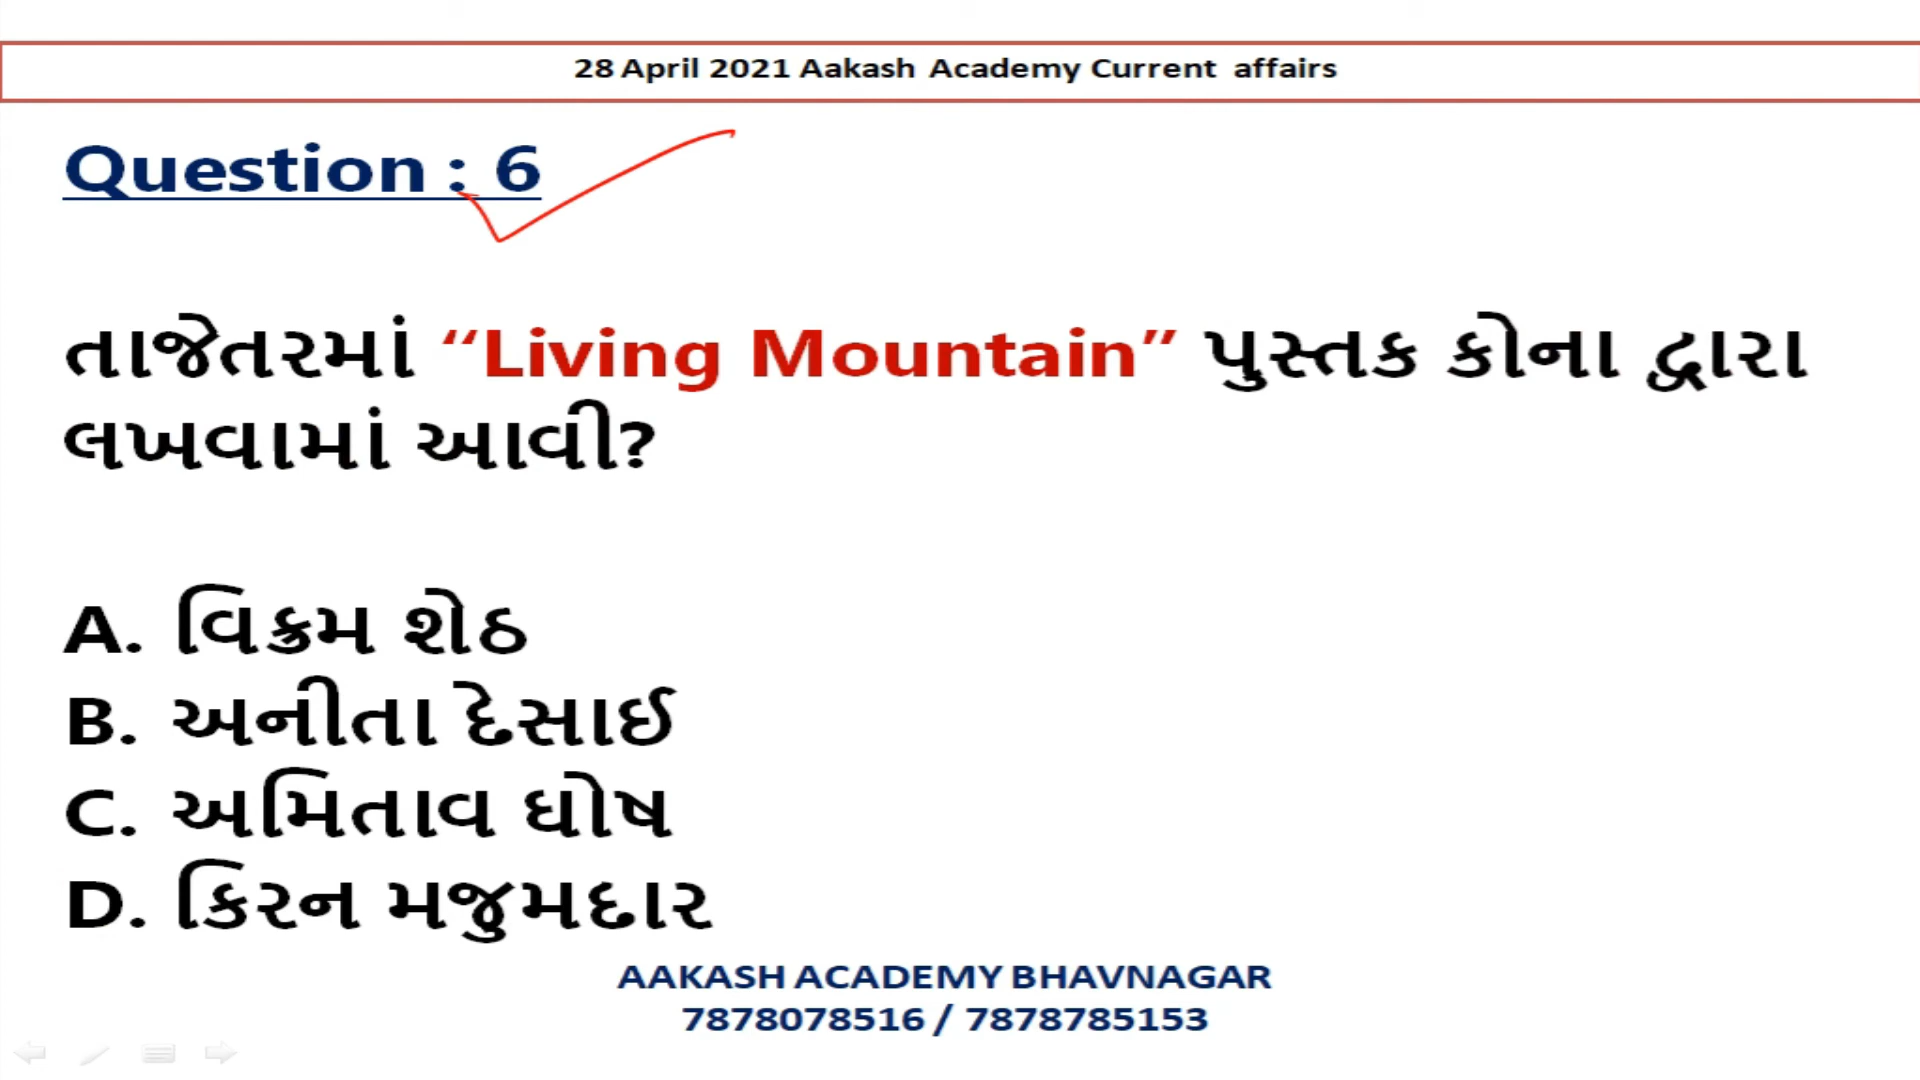 28 April 2021 Aakash Academy Current affairs
Question : 6
તાજેતરમાં “Living Mountain” પુસ્તક કોના દ્વારા
લખવામાં આવી?
A. વિક્રમ શેઠ
B. અનીતા દેસાઈ
C. અમિતાવ ઘોષ
D. કિરન મજુમદાર
AAKASH ACADEMY BHAVNAGAR
7878078516 / 7878785153